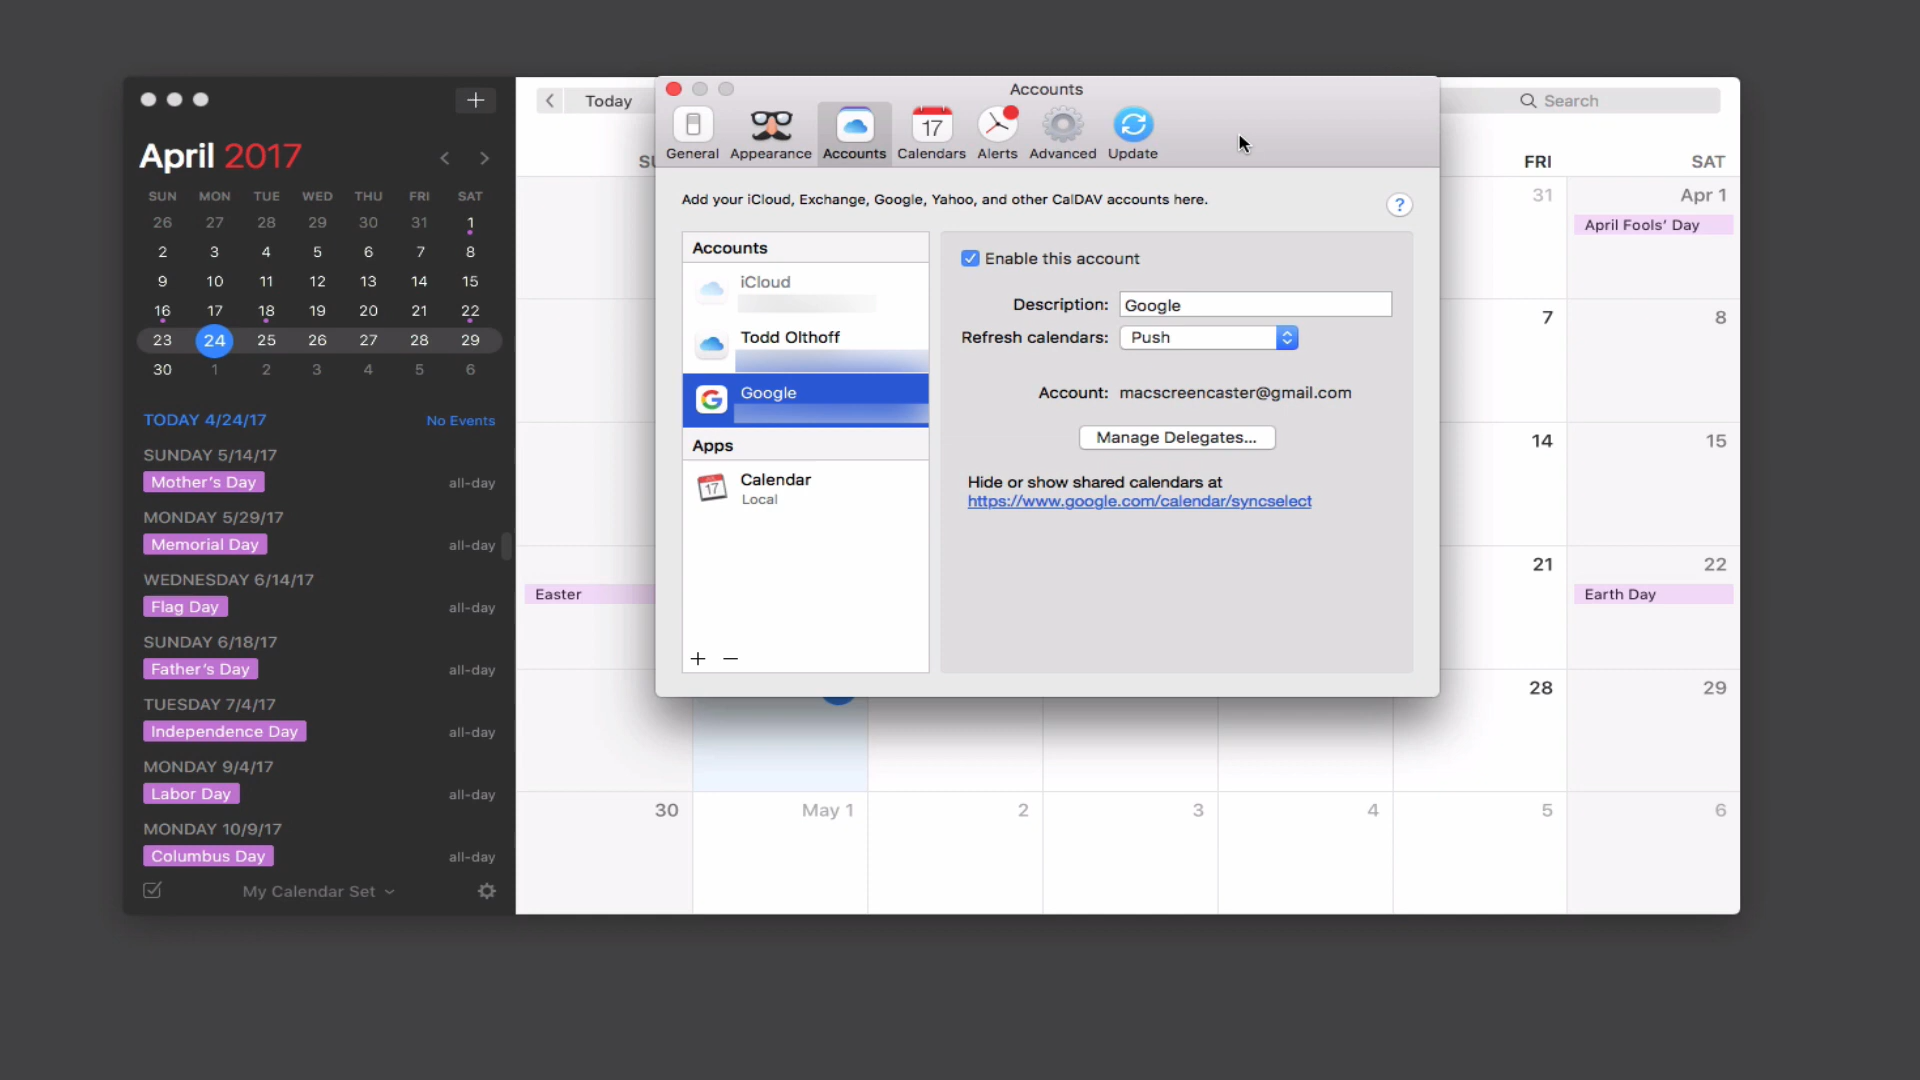 April 2017
SUN MON TUE WED THU FRI SAT
26 27 28 29 30 31 1
2 3 4 5 6 7 8
9 10 11 12 13 14 15
16 17 18 19 20 21 22
23 24 25 26 27 28 29
30 1 2 3 4 5 6
TODAY 4/24/17 No Events
SUNDAY 5/14/17
Mother's Day all-day
MONDAY 5/29/17
Memorial Day all-day
WEDNESDAY 6/14/17
Flag Day all-day
SUNDAY 6/18/17
Father's Day all-day
TUESDAY 7/4/17
Independence Day all-day
MONDAY 9/4/17
Labor Day all-day
MONDAY 10/9/17
Columbus Day all-day
My Calendar Set
Today
Search
FRI SAT
31 Apr 1
April Fools' Day
7 8
14 15
21 22
Easter
Earth Day
28 29
30 May 1 2 3 4 5 6
Accounts
17
General Appearance Accounts Calendars Alerts Advanced Update
Add your iCloud, Exchange, Google, Yahoo, and other CalDAV accounts here.
?
Accounts
iCloud
Todd Olthoff
Google
Apps
17
Calendar
Local
Enable this account
Description: Google
Refresh calendars: Push
Account: macscreencaster@gmail.com
Manage Delegates...
Hide or show shared calendars at
https://www.google.com/calendar/syncselect